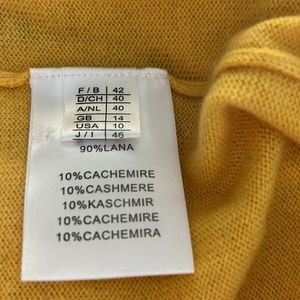 F / B 42
D/CH 40
A/NL 40
GB 14
USA 10
J / I 46
90%LANA
10%CACHEMIRE
10%CASHMERE
10%KASCHMIR
10%CACHEMIRE
10%CACHEMIRA